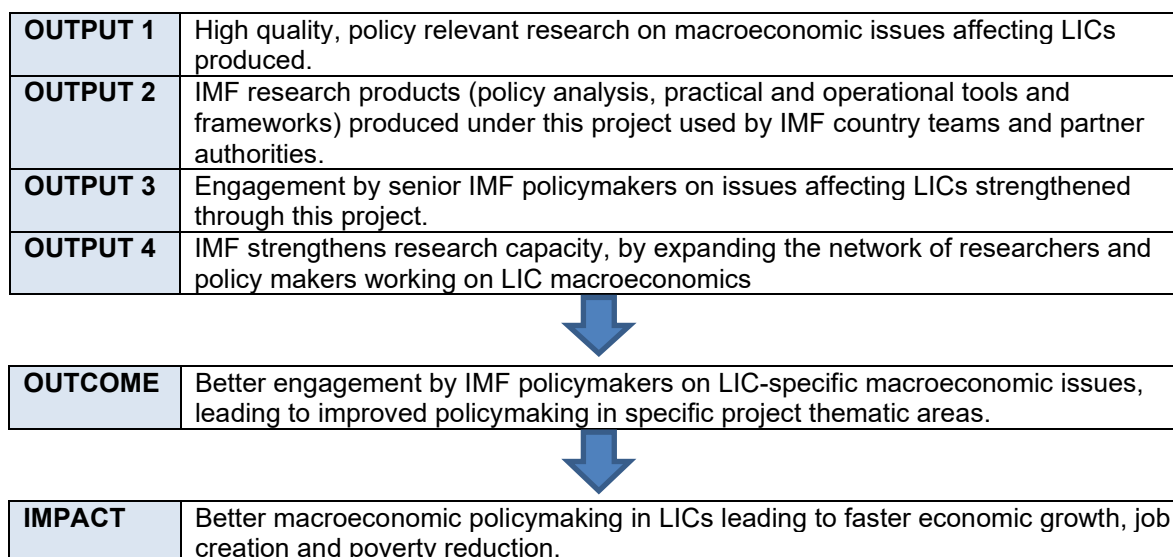 OUTPUT 1 High quality, policy relevant research on macroeconomic issues affecting LICs
produced.
OUTPUT 2 IMF research products (policy analysis, practical and operational tools and
frameworks) produced under this project used by IMF country teams and partner
authorities.
OUTPUT 3 Engagement by senior IMF policymakers on issues affecting LICs strengthened
through this project.
OUTPUT 4 IMF strengthens research capacity, by expanding the network of researchers and
policy makers working on LIC macroeconomics
OUTCOME Better engagement by IMF policymakers on LIC-specific macroeconomic issues,
leading to improved policymaking in specific project thematic areas.
IMPACT Better macroeconomic policymaking in LICs leading to faster economic growth, job
creation and poverty reduction.